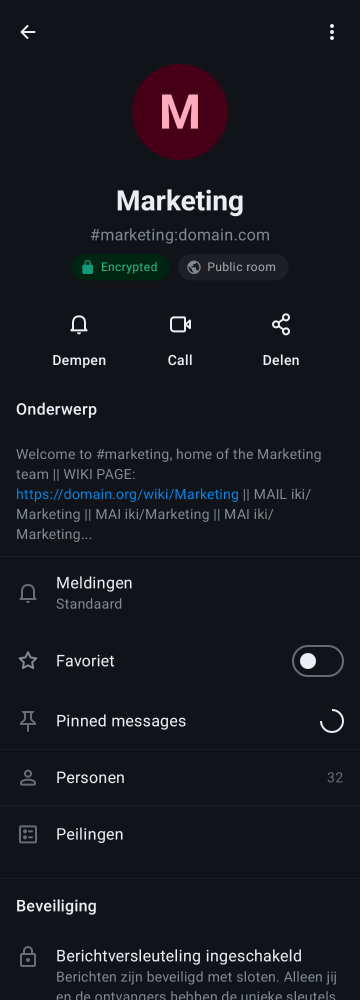 M
Marketing
#marketing:domain.com
Encrypted
Public room
Dempen
Call
Delen
Onderwerp
Welcome to #marketing, home of the Marketing
team || WIKI PAGE:
https://domain.org/wiki/Marketing || MAIL iki/
Marketing || MAI iki/Marketing || MAI iki/
Marketing...
Meldingen
Standaard
Favoriet
Pinned messages
Personen
32
Peilingen
Beveiliging
Berichtversleuteling ingeschakeld
Berichten zijn beveiligd met sloten. Alleen jij
en de ontvangers hebben de unieke sleutels